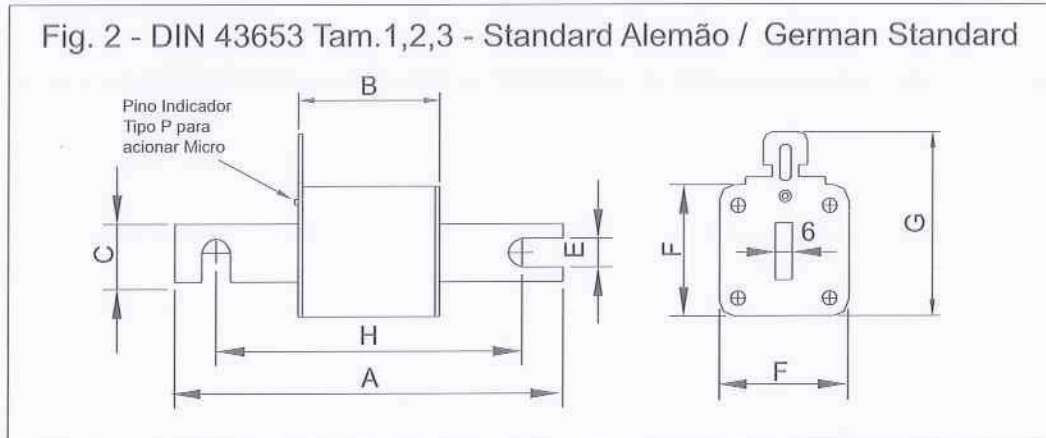 Fig. 2 - DIN 43653 Tam.1,2,3 - Standard Alemão / German Standard
B
Pino Indicador
Tipo P para
acionar Micro
C
E
H
A
6
F
G
F